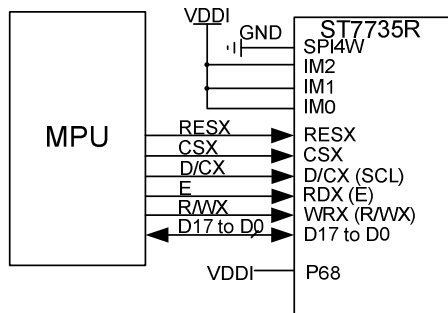 VDDI
ST7735R
GND
SPI4W
IM2
IM1
IM0
MPU
RESX
RESX
CSX
CSX
D/CX
D/CX (SCL)
E
RDX (E)
R/WX
WRX (R/WX)
D17 to D0
D17 to D0
VDDI
P68